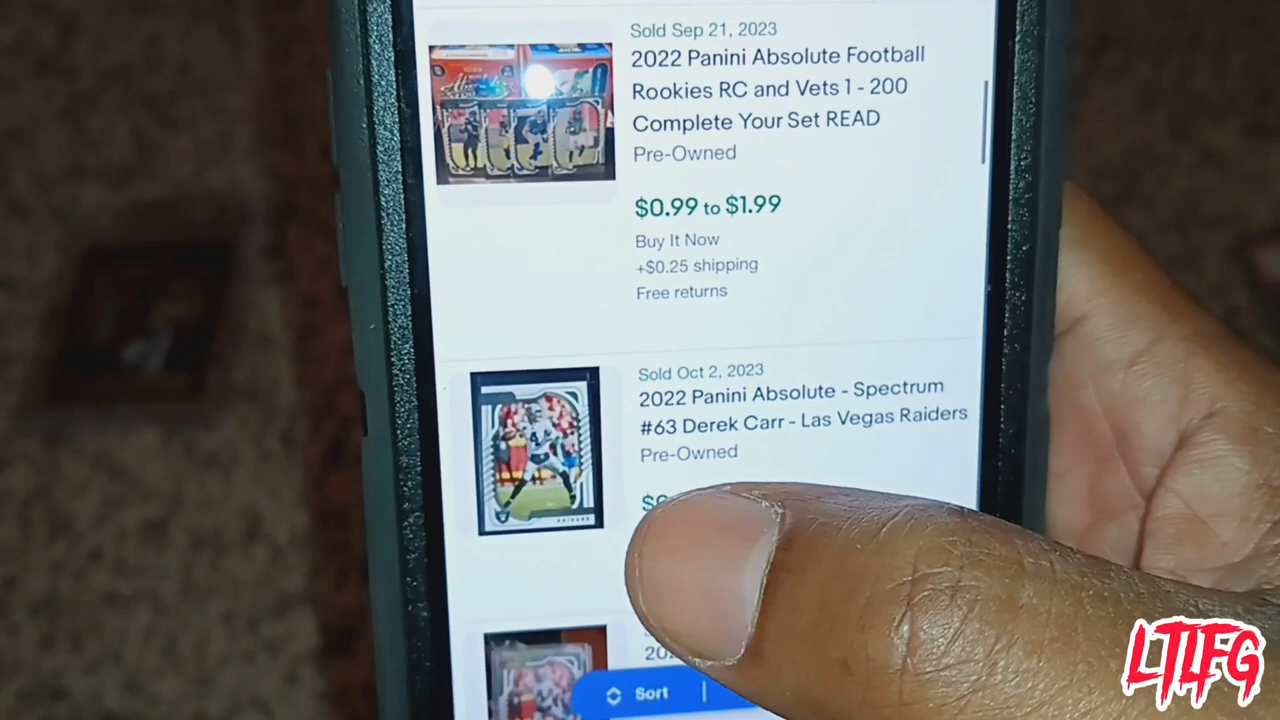 Sold Sep 21, 2023
2022 Panini Absolute Football
Rookies RC and Vets 1 - 200
Complete Your Set READ
Pre-Owned
$0.99 to $1.99
Buy It Now
+$0.25 shipping
Free returns
Sold Oct 2, 2023
2022 Panini Absolute - Spectrum
#63 Derek Carr - Las Vegas Raiders
Pre-Owned
RAIDERS
Sort
LTLFG